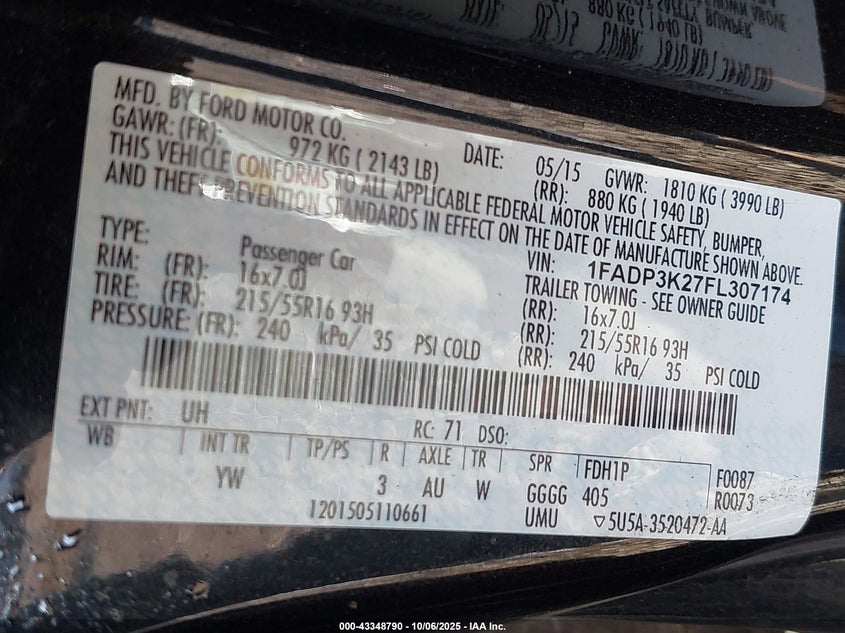 MFD. BY FORD MOTOR CO. DATE: 05/15 GVWR: 1810 KG ( 3990 LB)
GAWR: (FR): 972 KG ( 2143 LB) (RR): 880 KG ( 1940 LB)
THIS VEHICLE CONFORMS TO ALL APPLICABLE FEDERAL MOTOR VEHICLE SAFETY, BUMPER,
AND THEFT PREVENTION STANDARDS IN EFFECT ON THE DATE OF MANUFACTURE SHOWN ABOVE.
VIN: 1FADP3K27FL307174
TYPE: Passenger Car TRAILER TOWING - SEE OWNER GUIDE
RIM: (FR): 16x7.0J (RR): 16x7.0J
TIRE: (FR): 215/55R16 93H (RR): 215/55R16 93H
PRESSURE: (FR): 240 kPa/ 35 PSI COLD (RR): 240 kPa/ 35 PSI COLD
EXT PNT: UH RC: 71 DSO:
WB INT TR TP/PS R AXLE TR SPR FDH1P F0087
YW 3 AU W GGGG 405 R0073
1201505110661 UMU ▽5U5A-3520472-AA
000-43348790 - 10/06/2025 - IAA Inc.